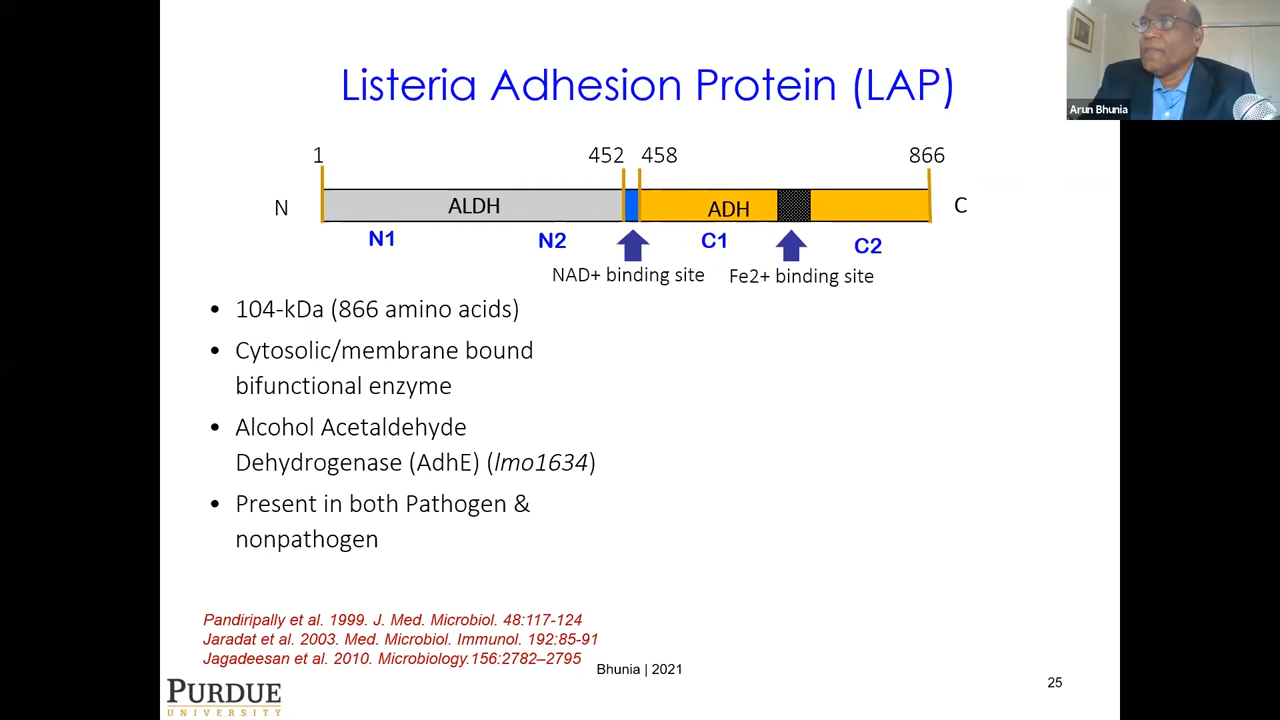 Listeria Adhesion Protein (LAP)
Arun Bhunia
1 452 458 866
N ALDH ADH C
N1 N2 C1 C2
NAD+ binding site Fe2+ binding site
• 104-kDa (866 amino acids)
• Cytosolic/membrane bound
bifunctional enzyme
• Alcohol Acetaldehyde
Dehydrogenase (AdhE) (lmo1634)
• Present in both Pathogen &
nonpathogen
Pandiripally et al. 1999. J. Med. Microbiol. 48:117-124
Jaradat et al. 2003. Med. Microbiol. Immunol. 192:85-91
Jagadeesan et al. 2010. Microbiology.156:2782–2795
Bhunia | 2021
25
PURDUE
UNIVERSITY